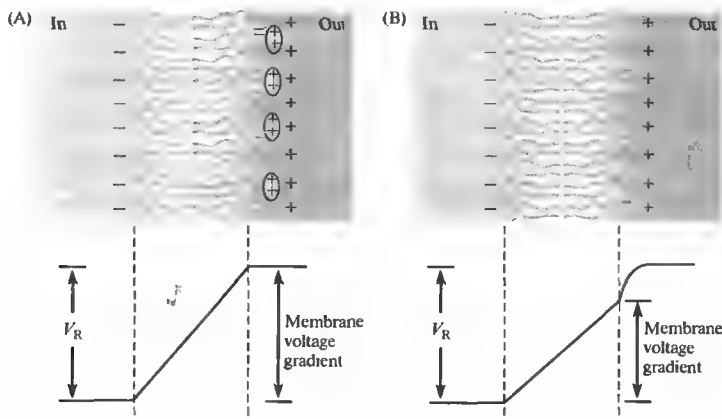 (A)
In
Out
(B)
In
Out
V_R
Membrane
voltage
gradient
V_R
Membrane
voltage
gradient